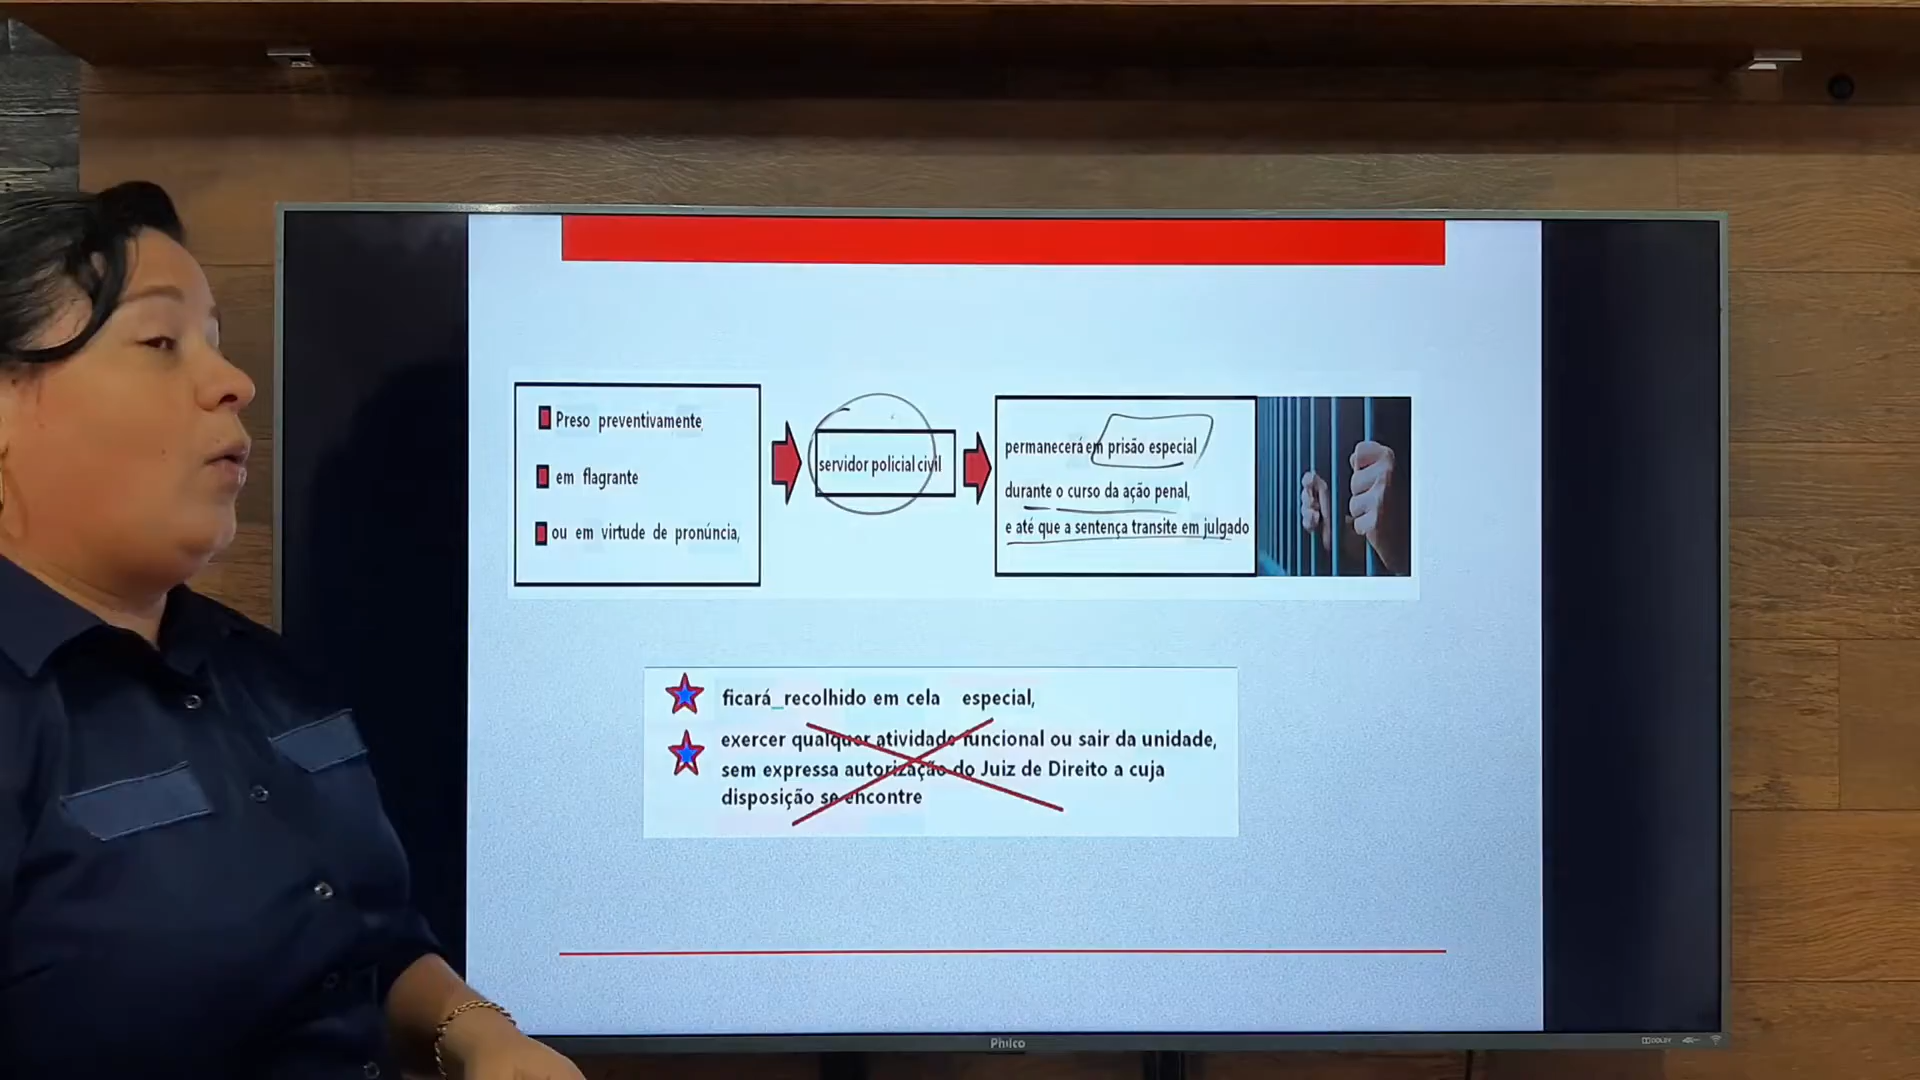 Preso preventivamente,
em flagrante
ou em virtude de pronúncia,
servidor policial civil
permanecerá em prisão especial
durante o curso da ação penal,
e até que a sentença transite em julgado
ficará_recolhido em cela especial,
exercer qualquer atividade funcional ou sair da unidade,
sem expressa autorização do Juiz de Direito a cuja
disposição se encontre
Philco
DOLBY